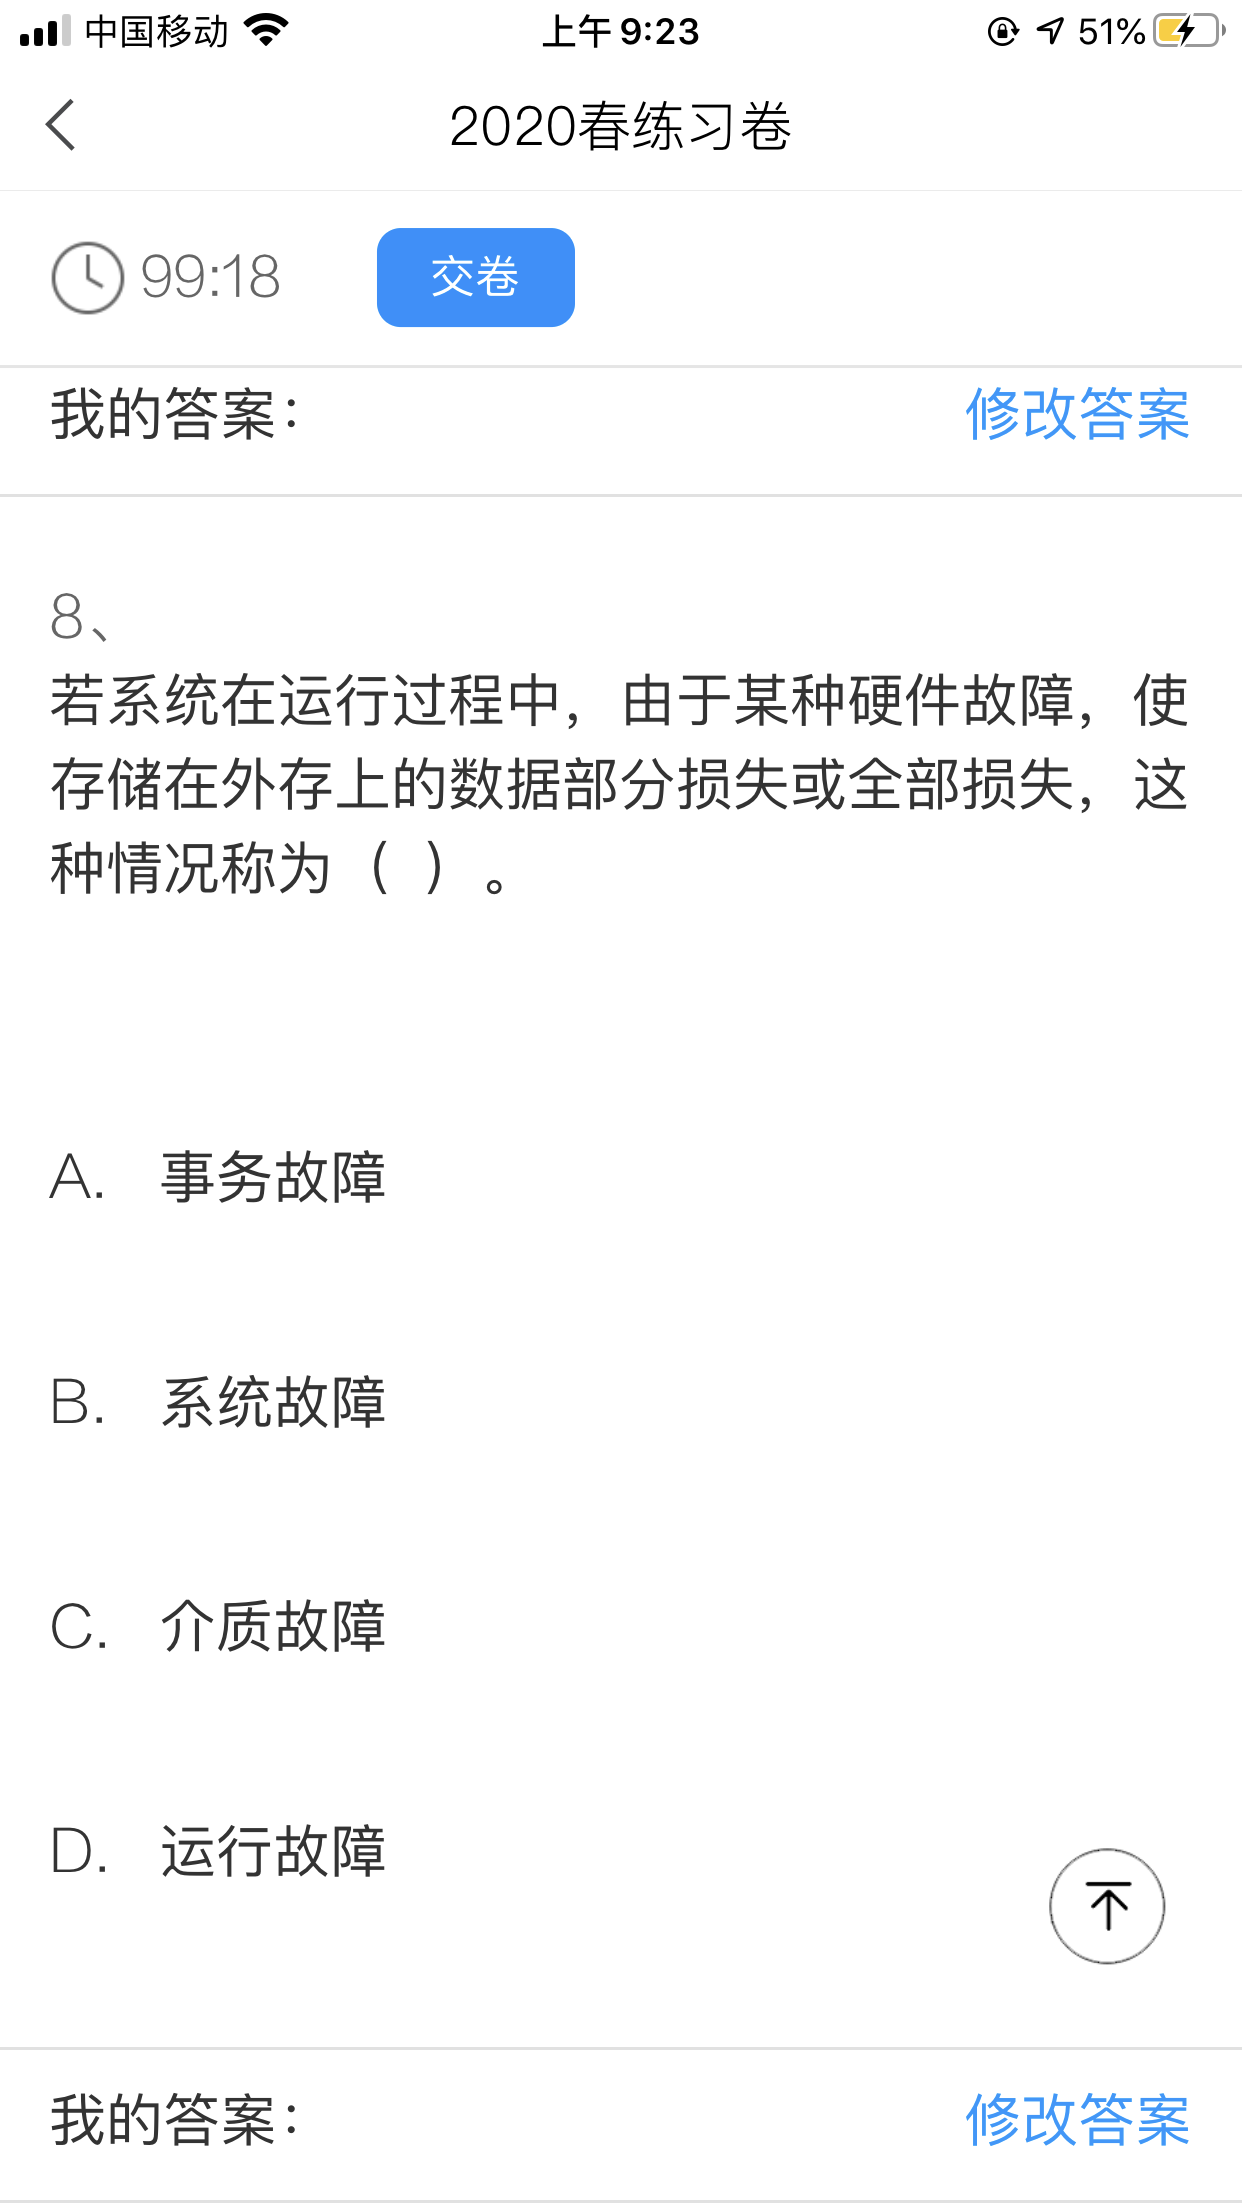 中国移动 上午 9:23 51%
2020春练习卷
99:18 交卷
我的答案： 修改答案
8、
若系统在运行过程中，由于某种硬件故障，使
存储在外存上的数据部分损失或全部损失，这
种情况称为（ ）。
A. 事务故障
B. 系统故障
C. 介质故障
D. 运行故障
我的答案： 修改答案